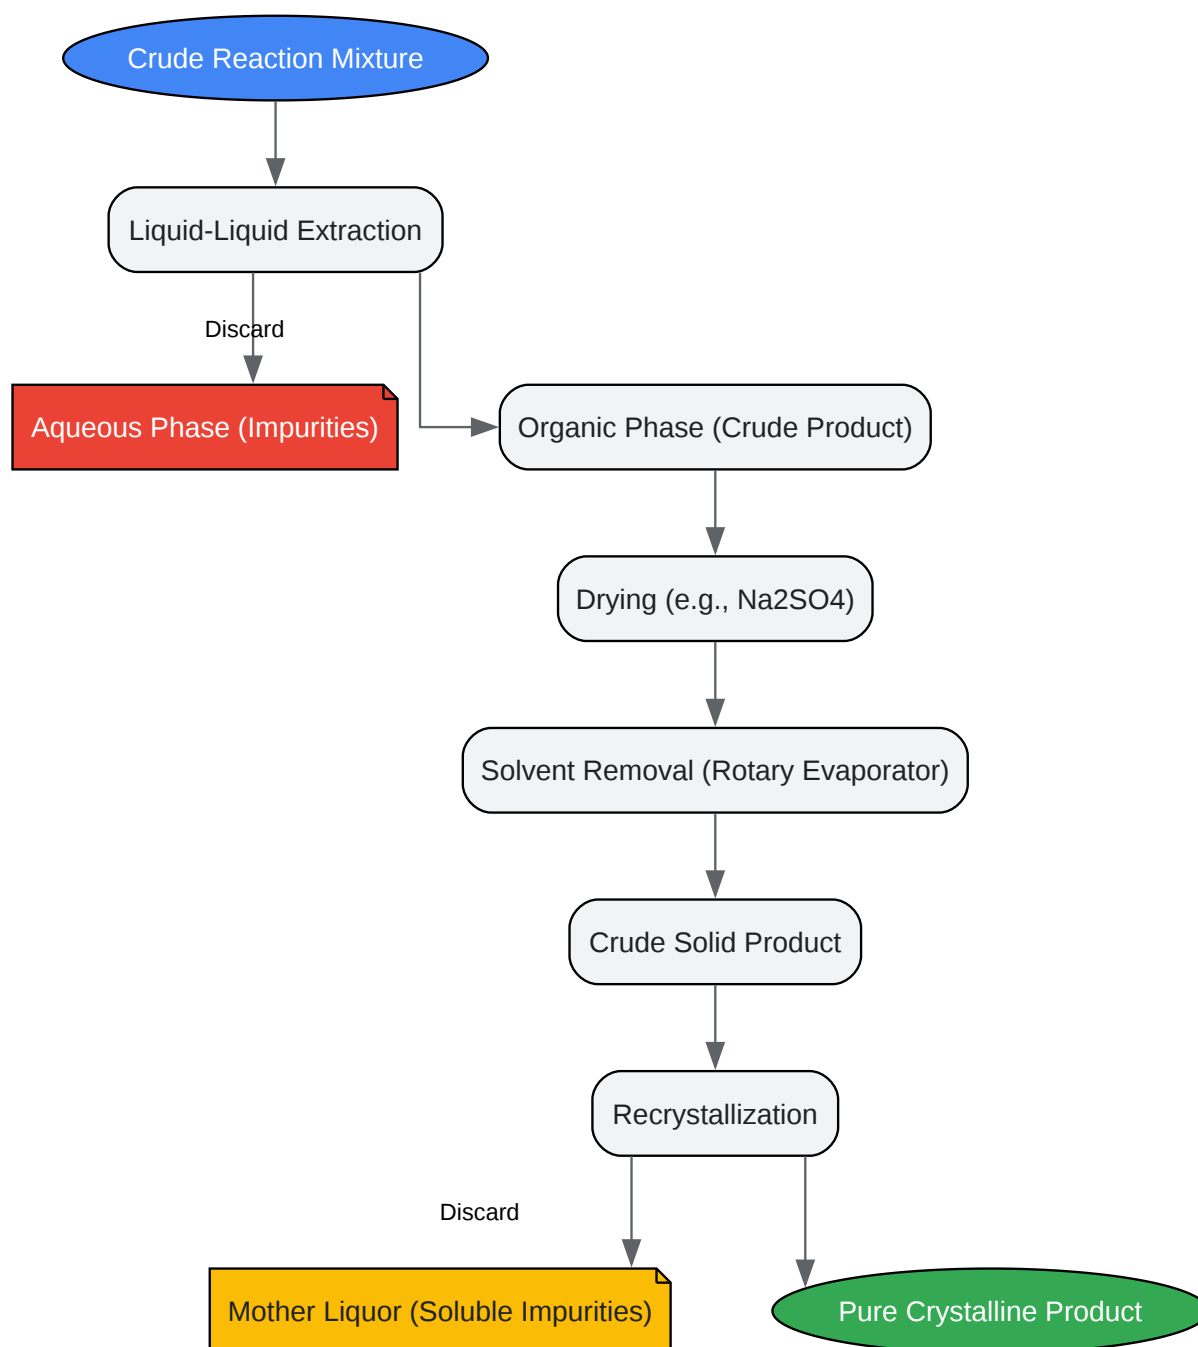 Crude Reaction Mixture
Liquid-Liquid Extraction
Discard
Aqueous Phase (Impurities)
Organic Phase (Crude Product)
Drying (e.g., Na2SO4)
Solvent Removal (Rotary Evaporator)
Crude Solid Product
Recrystallization
Discard
Mother Liquor (Soluble Impurities)
Pure Crystalline Product